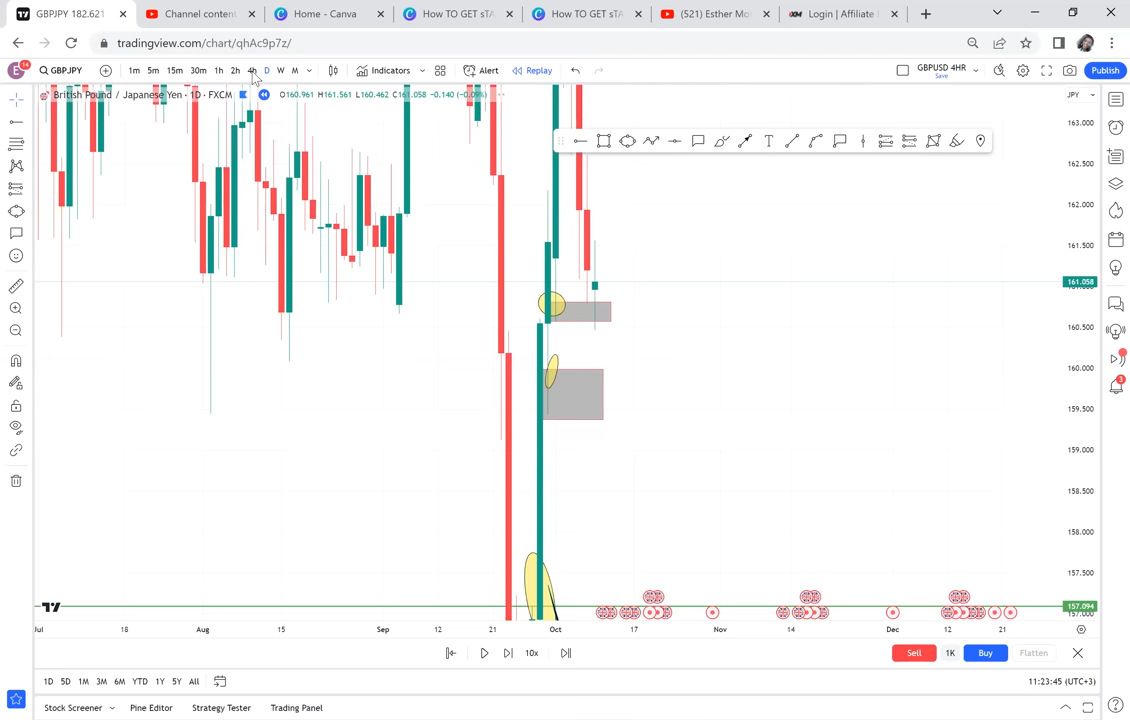 GBPJPY 182.621
Channel content
Home - Canva
How TO GET sTA
How TO GET sTA
(521) Esther Mo
Login | Affiliate
tradingview.com/chart/qhAc9p7z/
E 14
GBPJPY
1m 5m 15m 30m 1h 2h 4h D W M
Indicators
Alert
Replay
GBPUSD 4HR
Save
Publish
British Pound / Japanese Yen · 1D · FXCM O160.961 H161.561 L160.462 C161.058 −0.140 (−0.09%)
JPY
163.000
162.500
162.000
161.500
161.058
160.500
160.000
159.500
159.000
158.500
158.000
157.500
157.094
157.000
3
Jul 18 Aug 15 Sep 12 21 Oct 17 Nov 14 Dec 12 21
10x
Sell 1K Buy Flatten
1D 5D 1M 3M 6M YTD 1Y 5Y All
11:23:45 (UTC+3)
Stock Screener Pine Editor Strategy Tester Trading Panel